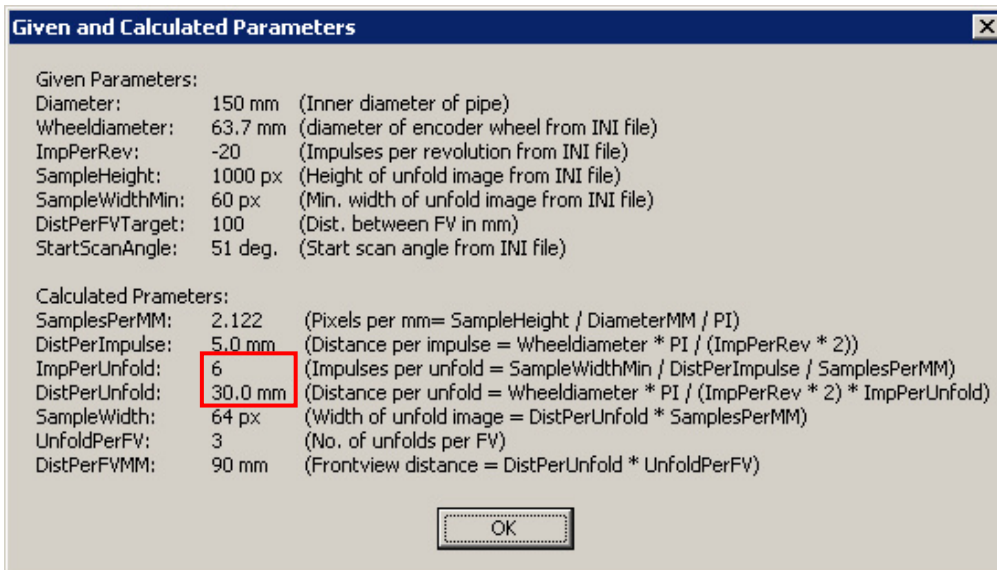 Given and Calculated Parameters
Given Parameters:
Diameter: 150 mm (Inner diameter of pipe)
Wheeldiameter: 63.7 mm (diameter of encoder wheel from INI file)
ImpPerRev: -20 (Impulses per revolution from INI file)
SampleHeight: 1000 px (Height of unfold image from INI file)
SampleWidthMin: 60 px (Min. width of unfold image from INI file)
DistPerFVTarget: 100 (Dist. between FV in mm)
StartScanAngle: 51 deg. (Start scan angle from INI file)
Calculated Prameters:
SamplesPerMM: 2.122 (Pixels per mm= SampleHeight / DiameterMM / PI)
DistPerImpulse: 5.0 mm (Distance per impulse = Wheeldiameter * PI / (ImpPerRev * 2))
ImpPerUnfold: 6 (Impulses per unfold = SampleWidthMin / DistPerImpulse / SamplesPerMM)
DistPerUnfold: 30.0 mm (Distance per unfold = Wheeldiameter * PI / (ImpPerRev * 2) * ImpPerUnfold)
SampleWidth: 64 px (Width of unfold image = DistPerUnfold * SamplesPerMM)
UnfoldPerFV: 3 (No. of unfolds per FV)
DistPerFVMM: 90 mm (Frontview distance = DistPerUnfold * UnfoldPerFV)
OK